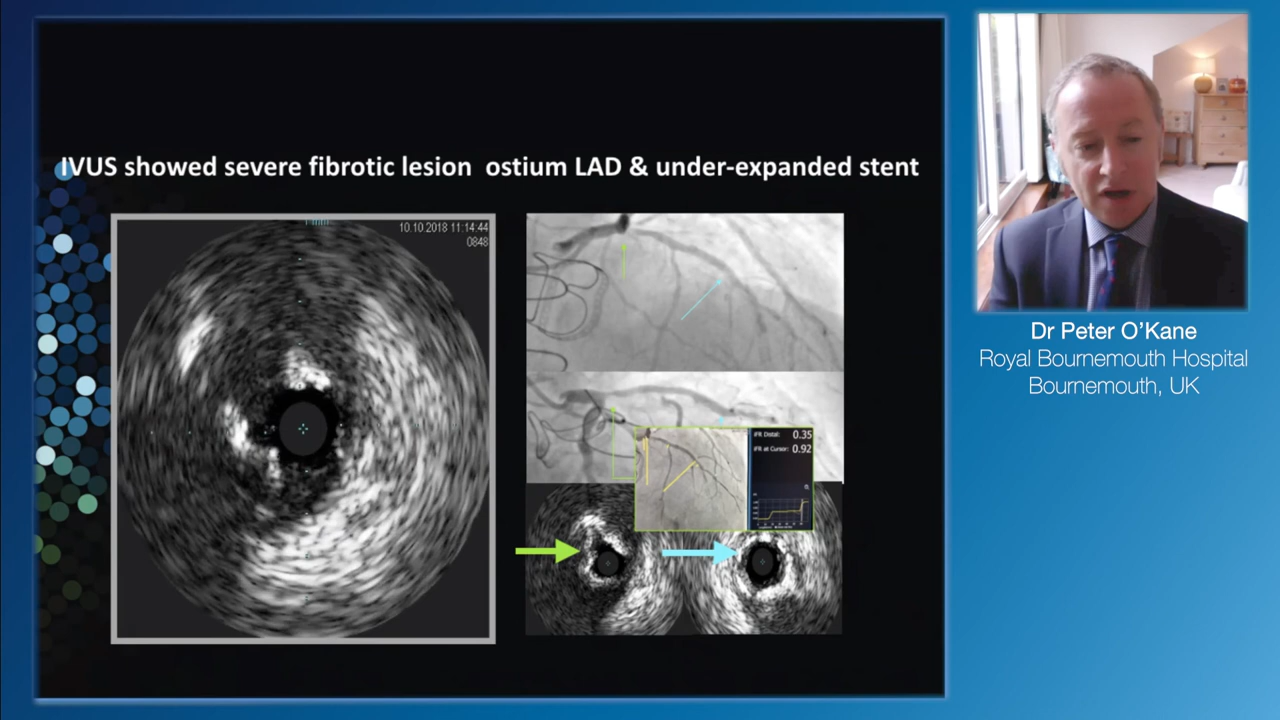 IVUS showed severe fibrotic lesion ostium LAD & under-expanded stent
10.10.2018 11:14:44
0848
iFR Distal: 0.35
iFR at Cursor: 0.92
Dr Peter O'Kane
Royal Bournemouth Hospital
Bournemouth, UK